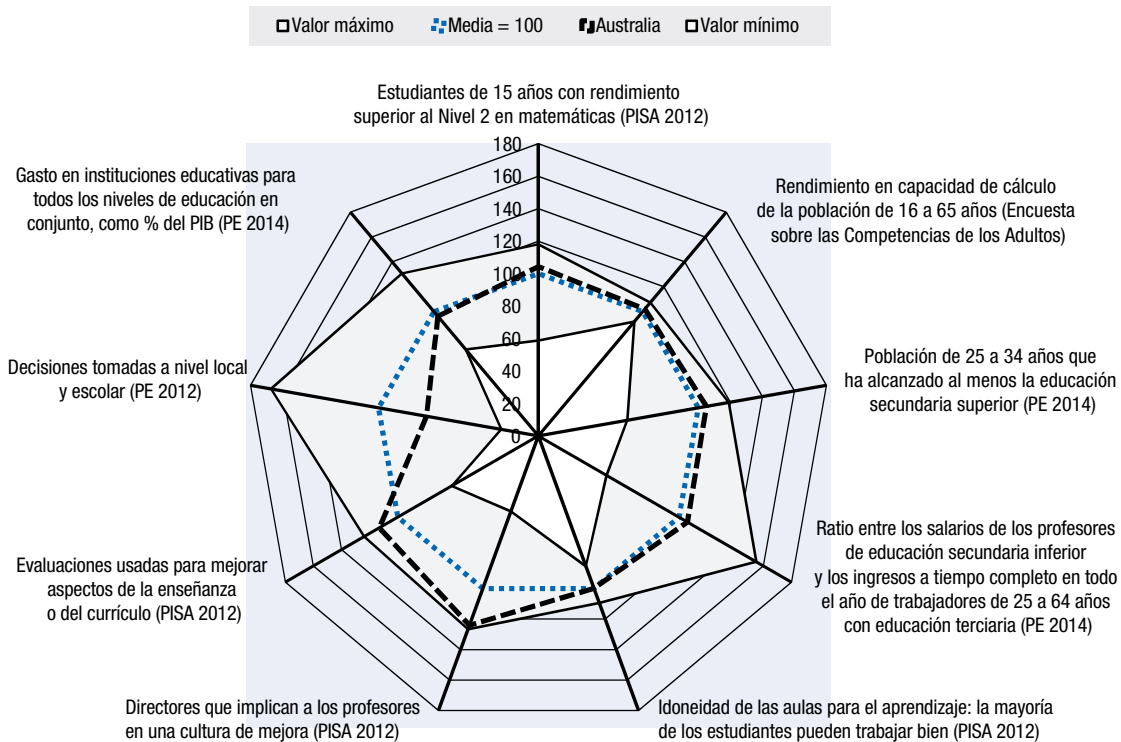 Valor máximo Media = 100 Australia Valor mínimo
Estudiantes de 15 años con rendimiento
superior al Nivel 2 en matemáticas (PISA 2012)
Rendimiento en capacidad de cálculo
de la población de 16 a 65 años (Encuesta
sobre las Competencias de los Adultos)
Población de 25 a 34 años que
ha alcanzado al menos la educación
secundaria superior (PE 2014)
Ratio entre los salarios de los profesores
de educación secundaria inferior
y los ingresos a tiempo completo en todo
el año de trabajadores de 25 a 64 años
con educación terciaria (PE 2014)
Idoneidad de las aulas para el aprendizaje: la mayoría
de los estudiantes pueden trabajar bien (PISA 2012)
Directores que implican a los profesores
en una cultura de mejora (PISA 2012)
Evaluaciones usadas para mejorar
aspectos de la enseñanza
o del currículo (PISA 2012)
Decisiones tomadas a nivel local
y escolar (PE 2012)
Gasto en instituciones educativas para
todos los niveles de educación en
conjunto, como % del PIB (PE 2014)
180
160
140
120
100
80
60
40
20
0